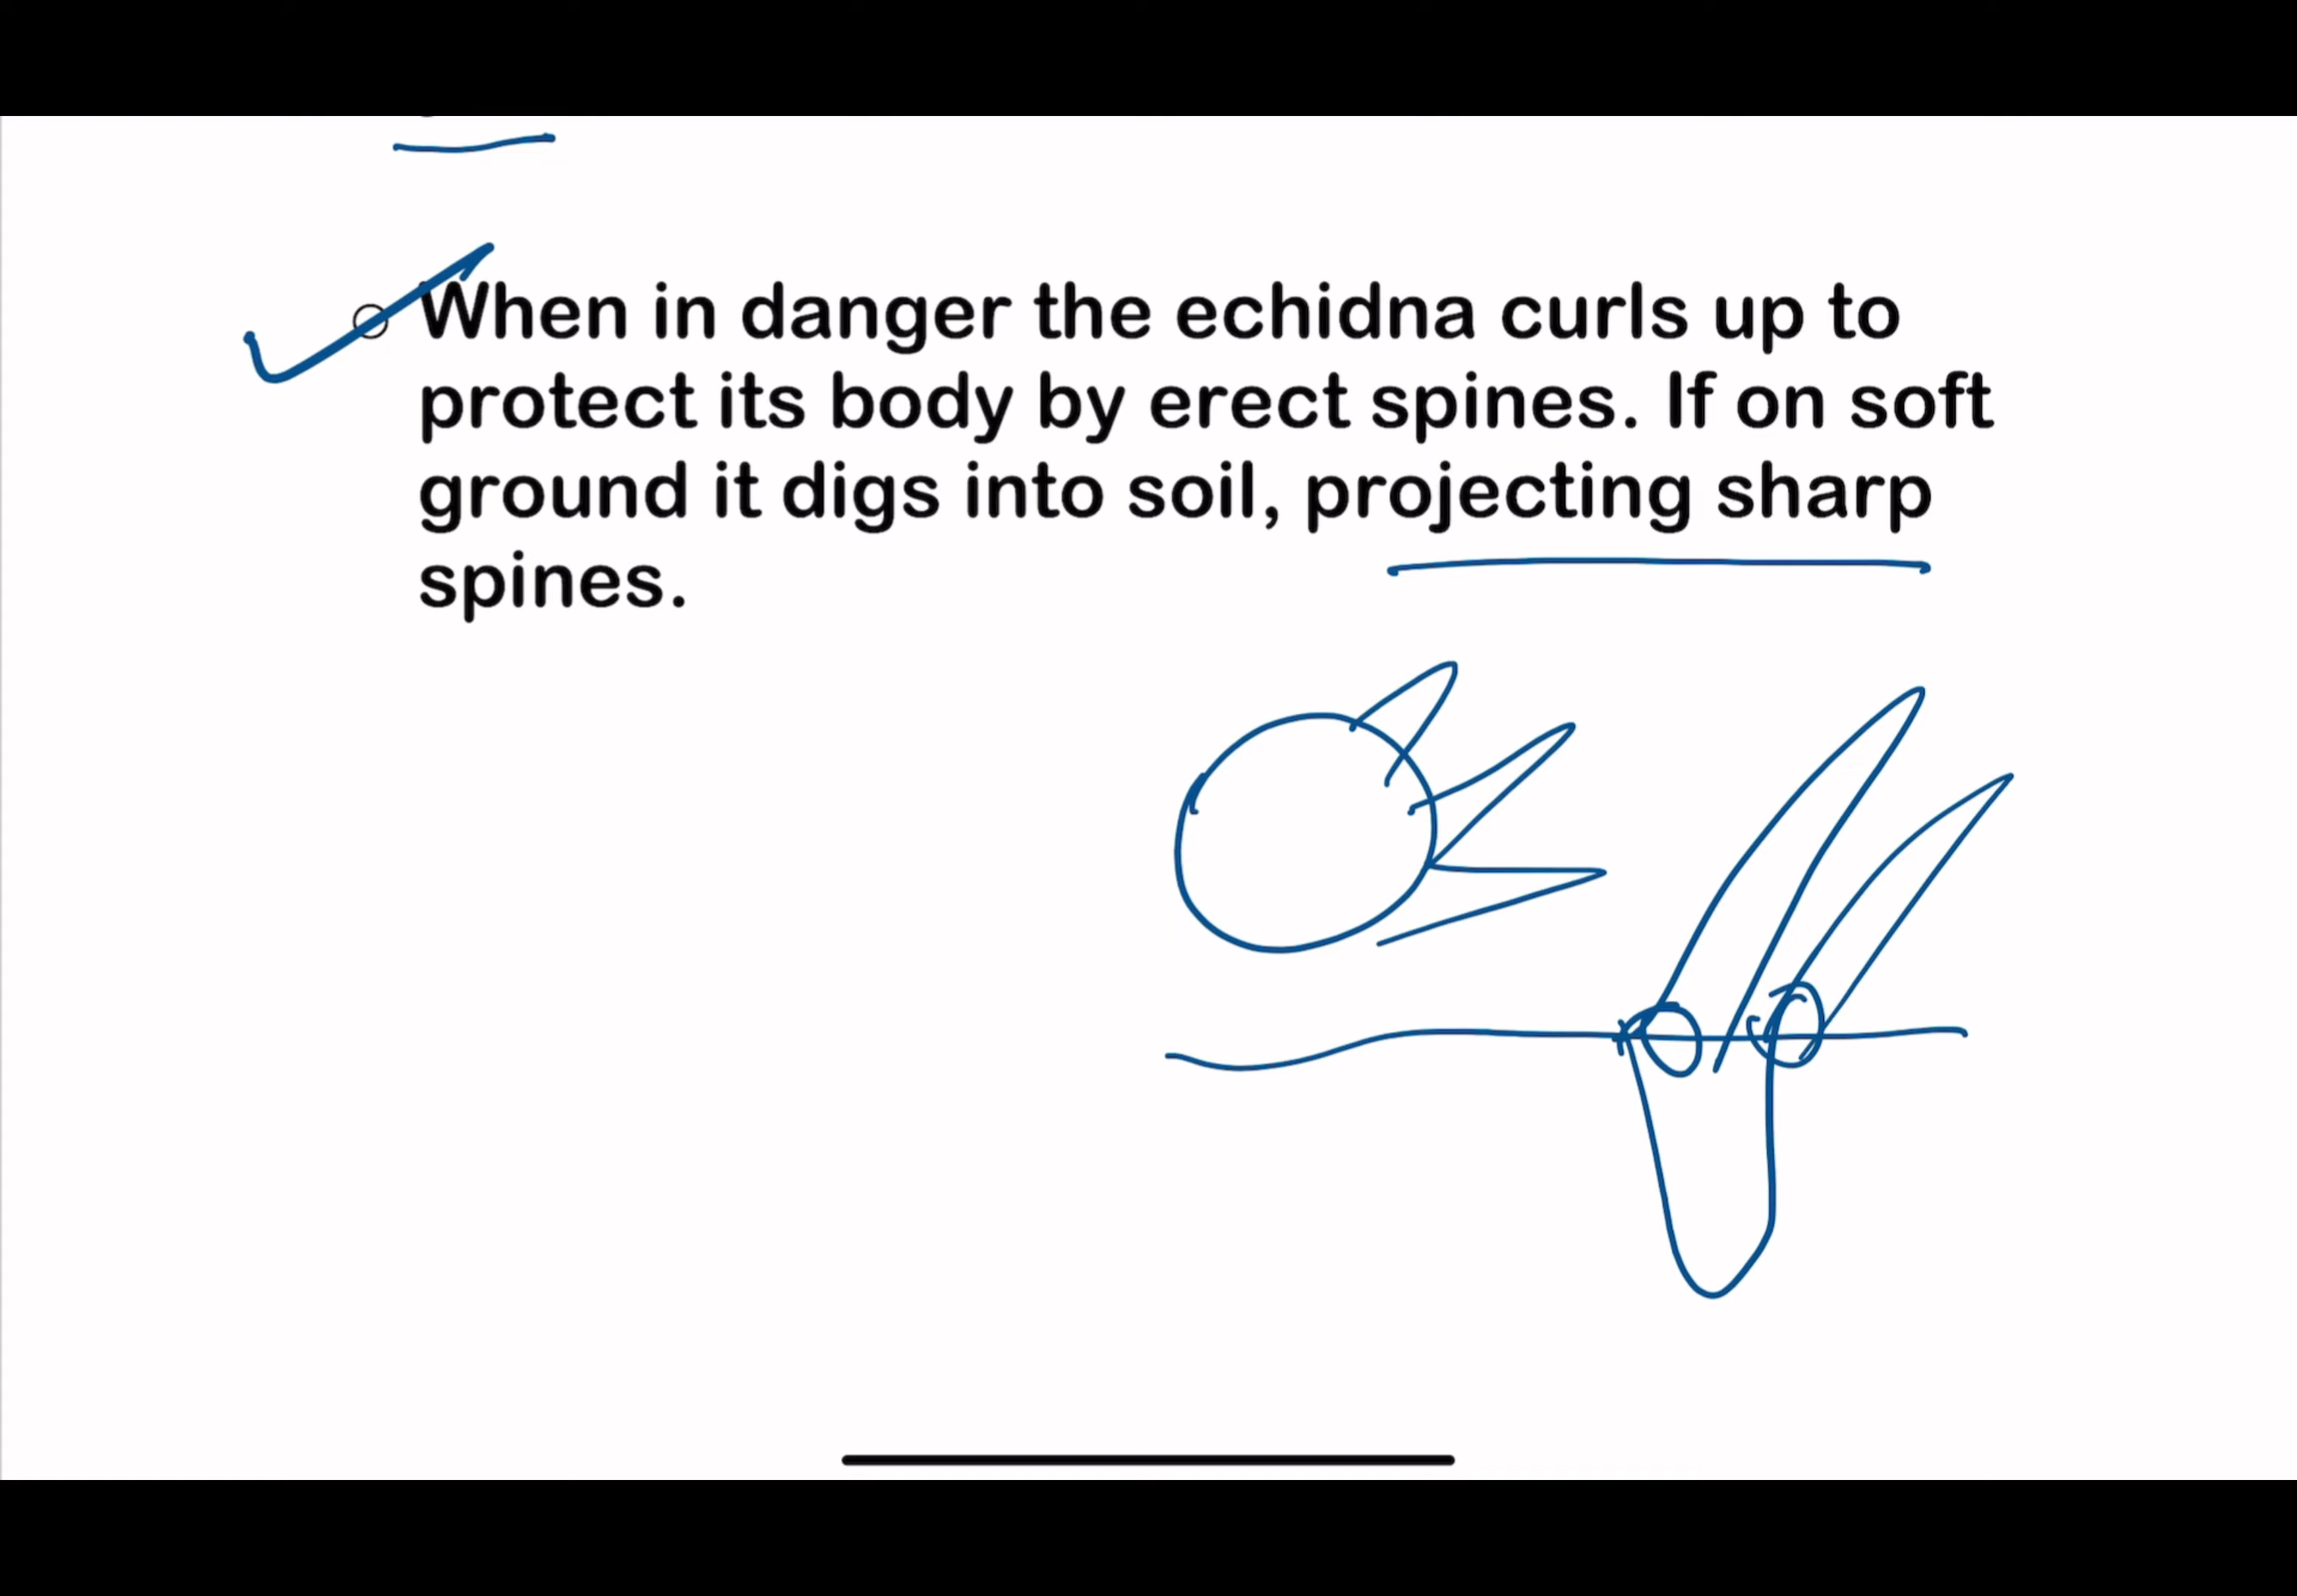 When in danger the echidna curls up to
protect its body by erect spines. If on soft
ground it digs into soil, projecting sharp
spines.